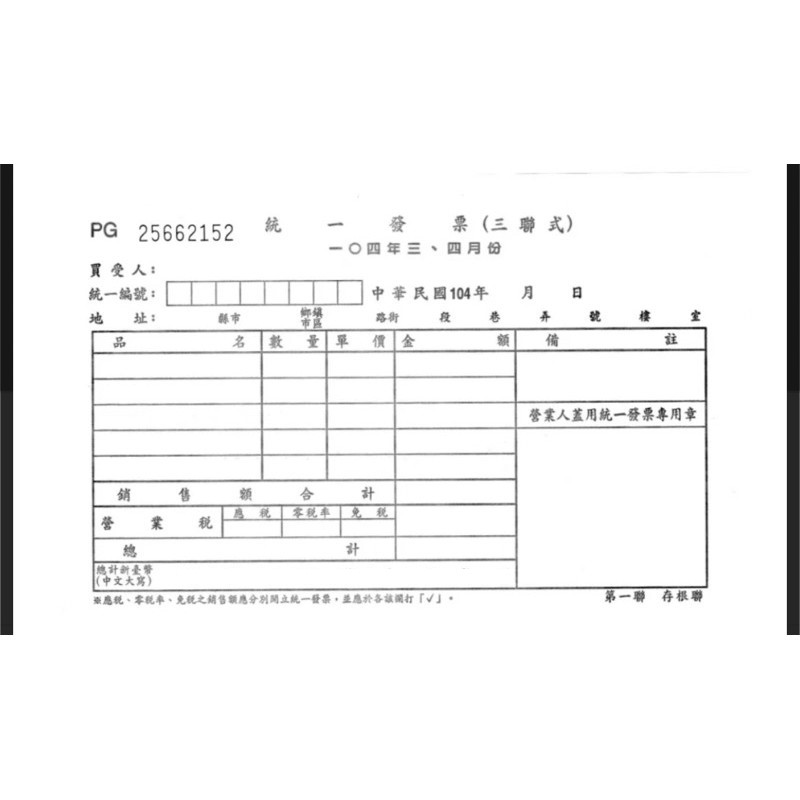 PG 25662152 統一發票(三聯式)
一〇四年三、四月份
買受人:
統一編號: 中華民國104年 月 日
地址: 縣市 鄉鎮市區 路街 段 巷 弄 號 樓 室
品名 數量 單價 金額 備註
營業人蓋用統一發票專用章
銷售額合計
營業稅 應稅 零稅率 免稅
總計
總計新臺幣
(中文大寫)
※應稅、零稅率、免稅之銷售額應分別開立統一發票,並應於各該欄打「✓」。
第一聯 存根聯